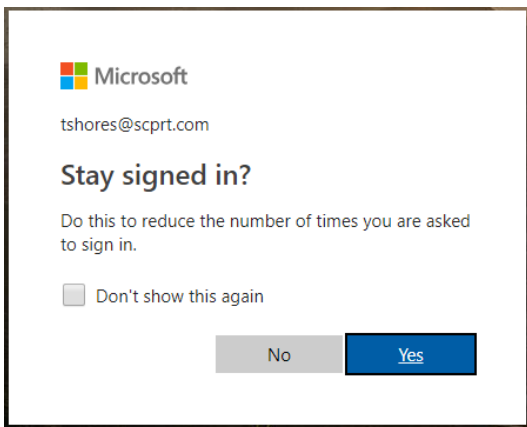 Microsoft
tshores@scprt.com
Stay signed in?
Do this to reduce the number of times you are asked
to sign in.
Don't show this again
No
Yes